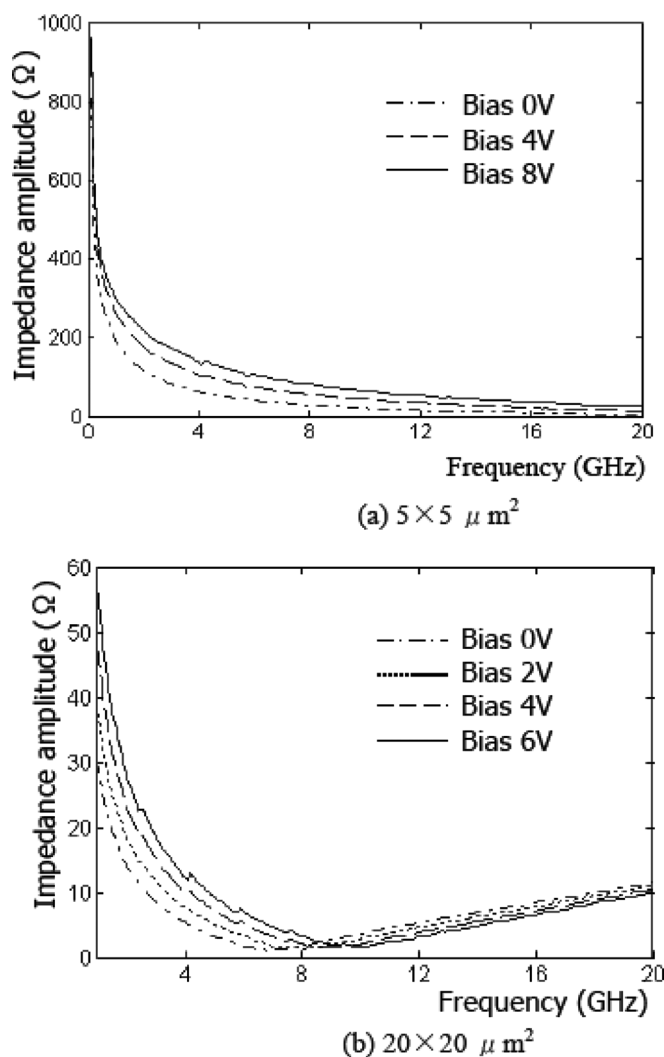 1000
800
600
400
200
0
Impedance amplitude (Ω)
Bias 0V
Bias 4V
Bias 8V
0 4 8 12 16 20
Frequency (GHz)
(a) 5×5 μm²
60
50
40
30
20
10
0
Impedance amplitude (Ω)
Bias 0V
Bias 2V
Bias 4V
Bias 6V
4 8 12 16 20
Frequency (GHz)
(b) 20×20 μm²